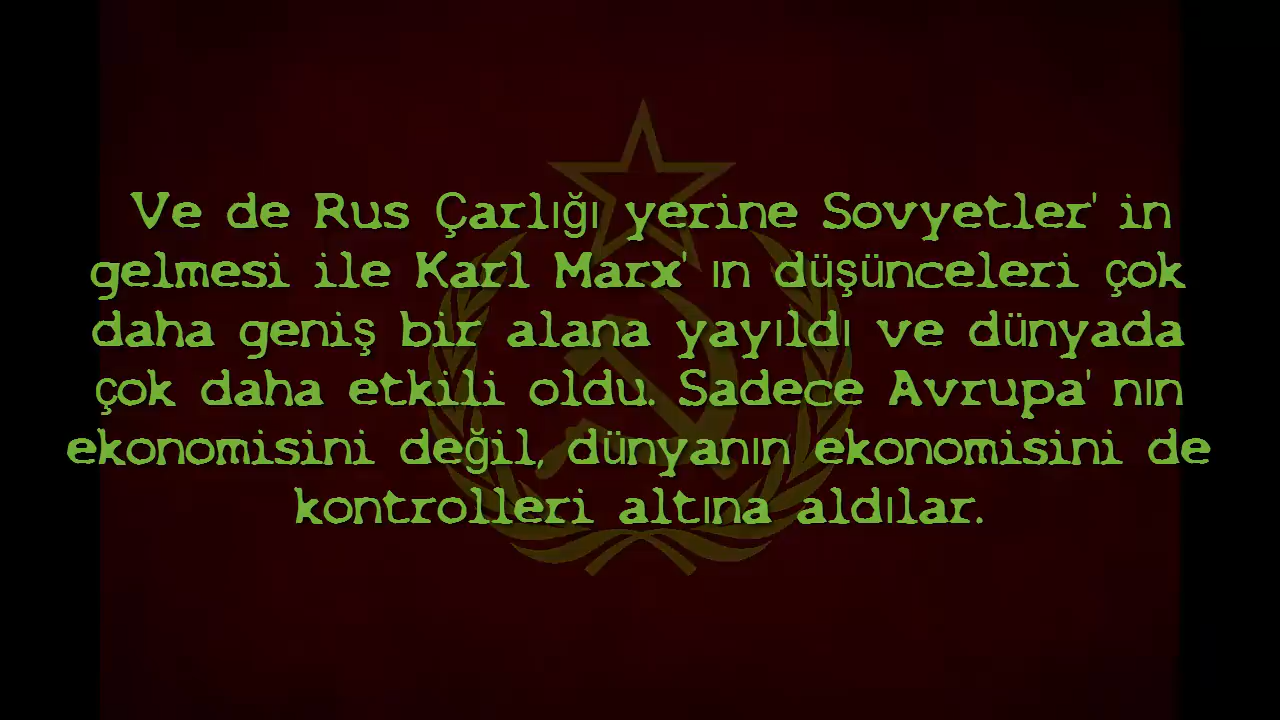 Ve de Rus Çarlığı yerine Sovyetler' in
gelmesi ile Karl Marx' ın düşünceleri çok
daha geniş bir alana yayıldı ve dünyada
çok daha etkili oldu. Sadece Avrupa' nın
ekonomisini değil, dünyanın ekonomisini de
kontrolleri altına aldılar.